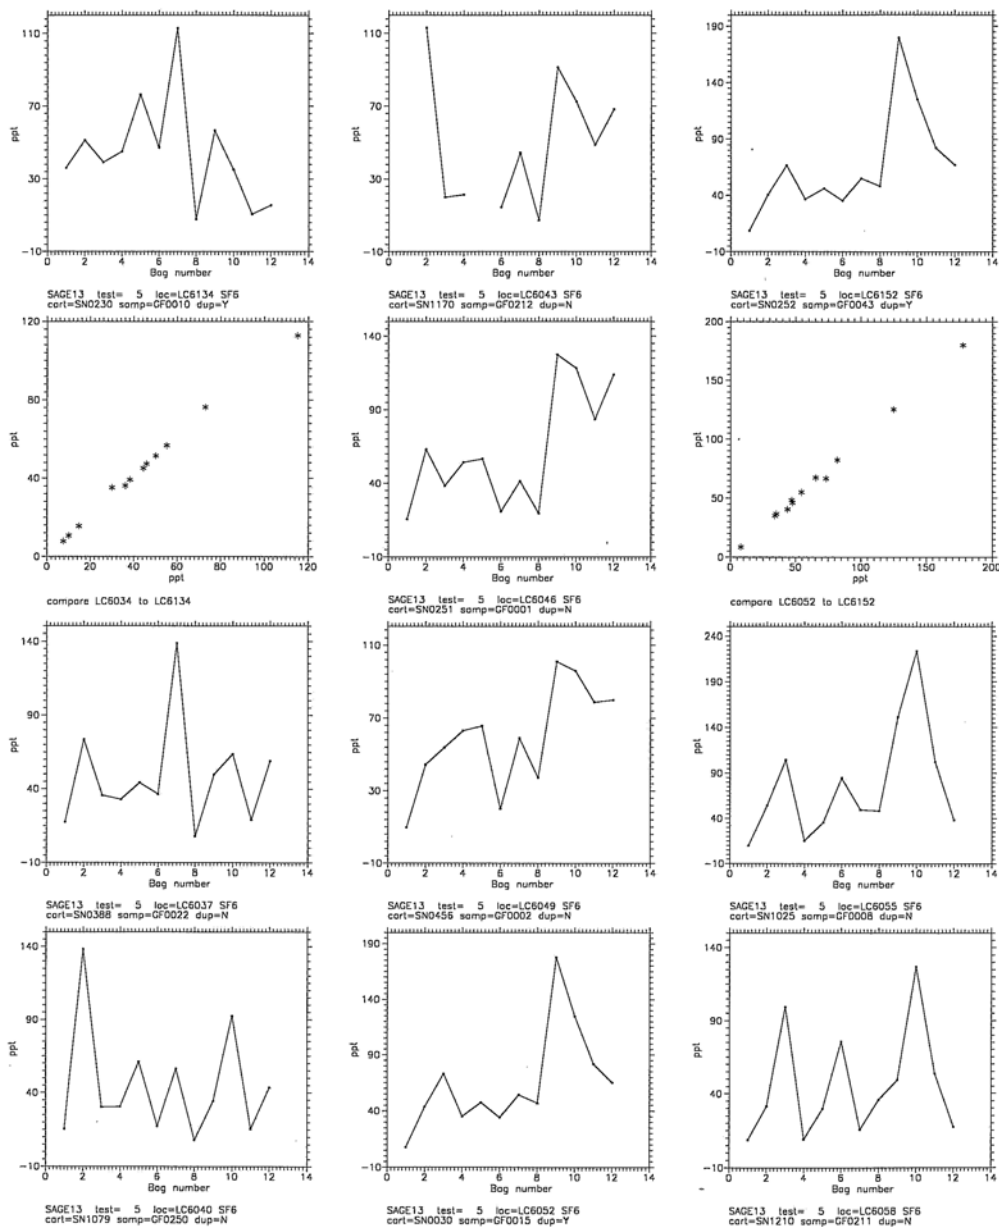 110
70
30
-10
ppt
0 2 4 6 8 10 12 14
Bag number
SAGE13 test= 5 loc=LC6134 SF6
cart=SN0230 samp=GF0010 dup=Y
110
70
30
-10
ppt
0 2 4 6 8 10 12 14
Bag number
SAGE13 test= 5 loc=LC6043 SF6
cart=SN1170 samp=GF0212 dup=N
190
140
90
40
-10
ppt
0 2 4 6 8 10 12 14
Bag number
SAGE13 test= 5 loc=LC6152 SF6
cart=SN0252 samp=GF0043 dup=Y
120
80
40
0
ppt
0 20 40 60 80 100 120
ppt
compare LC6034 to LC6134
140
90
40
-10
ppt
0 2 4 6 8 10 12 14
Bag number
SAGE13 test= 5 loc=LC6046 SF6
cart=SN0251 samp=GF0001 dup=N
200
150
100
50
0
ppt
0 50 100 150 200
ppt
compare LC6052 to LC6152
140
90
40
-10
ppt
0 2 4 6 8 10 12 14
Bag number
SAGE13 test= 5 loc=LC6037 SF6
cart=SN0388 samp=GF0022 dup=N
110
70
30
-10
ppt
0 2 4 6 8 10 12 14
Bag number
SAGE13 test= 5 loc=LC6049 SF6
cart=SN0456 samp=GF0002 dup=N
240
190
140
90
40
-10
ppt
0 2 4 6 8 10 12 14
Bag number
SAGE13 test= 5 loc=LC6055 SF6
cart=SN1025 samp=GF0008 dup=N
140
90
40
-10
ppt
0 2 4 6 8 10 12 14
Bag number
SAGE13 test= 5 loc=LC6040 SF6
cart=SN1079 samp=GF0250 dup=N
190
140
90
40
-10
ppt
0 2 4 6 8 10 12 14
Bag number
SAGE13 test= 5 loc=LC6052 SF6
cart=SN0030 samp=GF0015 dup=Y
140
90
40
-10
ppt
0 2 4 6 8 10 12 14
Bag number
SAGE13 test= 5 loc=LC6058 SF6
cart=SN1210 samp=GF0211 dup=N